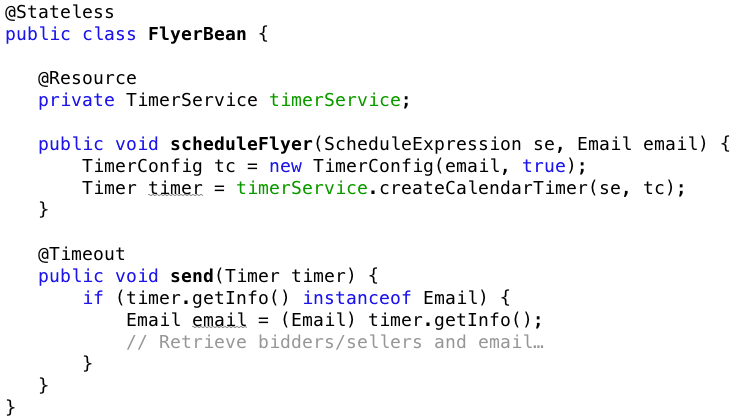 @Stateless
public class FlyerBean {
@Resource
private TimerService timerService;
public void scheduleFlyer(ScheduleExpression se, Email email) {
TimerConfig tc = new TimerConfig(email, true);
Timer timer = timerService.createCalendarTimer(se, tc);
}
@Timeout
public void send(Timer timer) {
if (timer.getInfo() instanceof Email) {
Email email = (Email) timer.getInfo();
// Retrieve bidders/sellers and email…
}
}
}